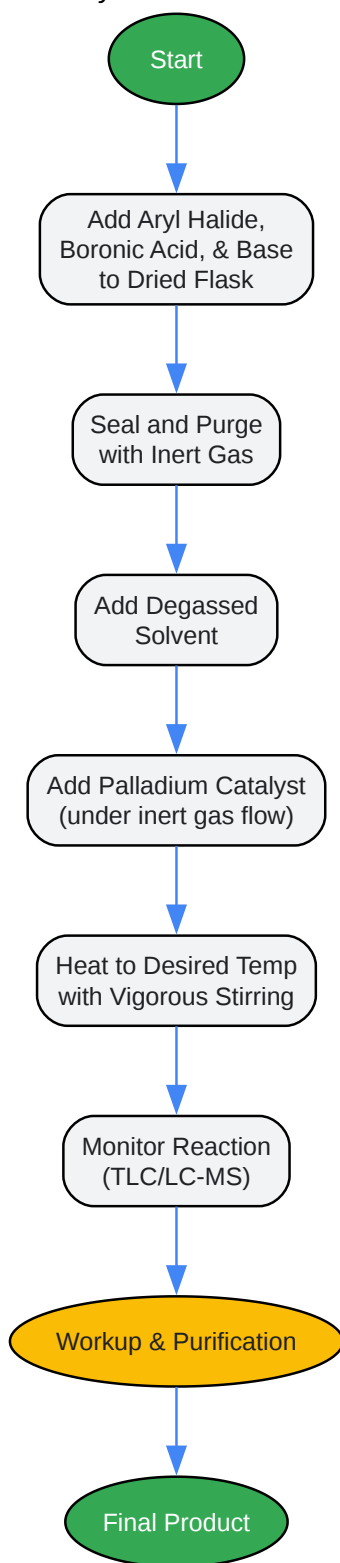 Start
Add Aryl Halide,
Boronic Acid, & Base
to Dried Flask
Seal and Purge
with Inert Gas
Add Degassed
Solvent
Add Palladium Catalyst
(under inert gas flow)
Heat to Desired Temp
with Vigorous Stirring
Monitor Reaction
(TLC/LC-MS)
Workup & Purification
Final Product